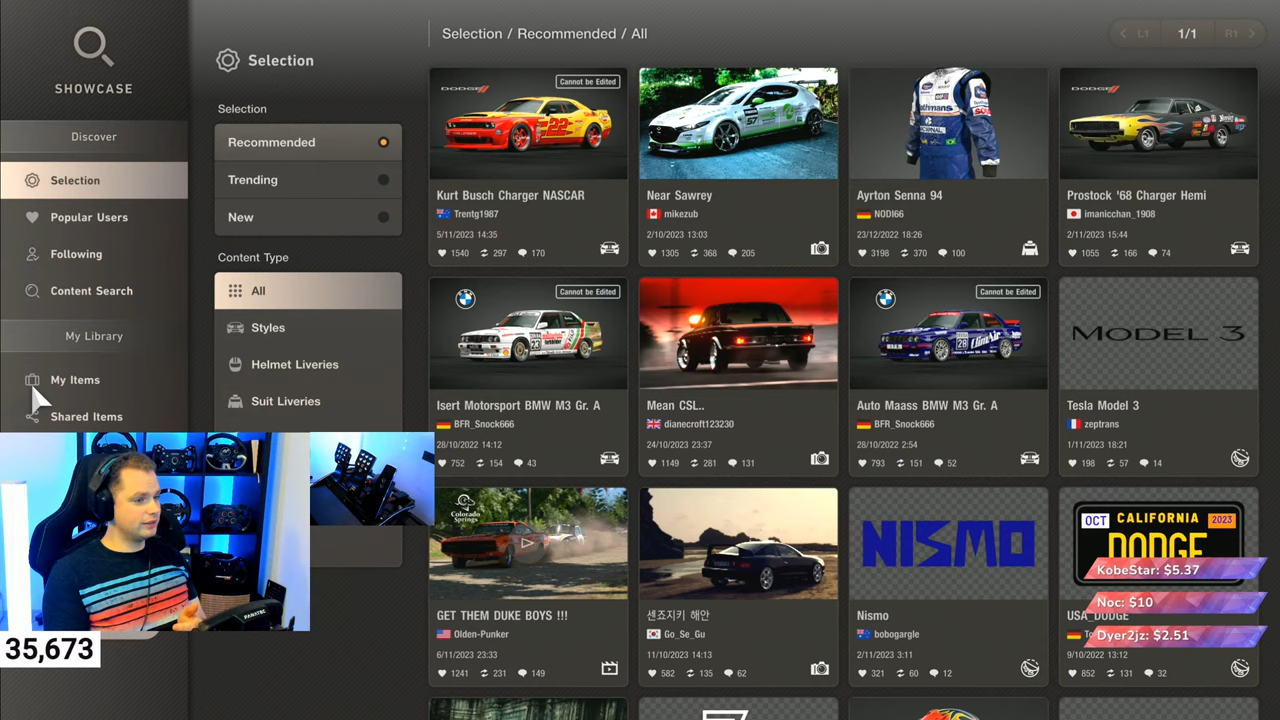 SHOWCASE
Discover
Selection
Popular Users
Following
Content Search
My Library
My Items
Shared Items
35,673
Selection
Selection
Recommended
Trending
New
Content Type
All
Styles
Helmet Liveries
Suit Liveries
Selection / Recommended / All
L1
1/1
R1
DODGE
Cannot be Edited
22
Kurt Busch Charger NASCAR
Trentg1987
5/11/2023 14:35
1540 297 170
57
Near Sawrey
mikezub
2/10/2023 13:03
1305 368 205
Rothmans
Ayrton Senna 94
NODI66
23/12/2022 18:26
3198 370 100
DODGE
Prostock '68 Charger Hemi
imanicchan_1908
2/11/2023 15:44
1055 166 74
Cannot be Edited
Isert Motorsport BMW M3 Gr. A
BFR_Snock666
28/10/2022 14:12
752 154 43
Mean CSL..
dianecroft123230
24/10/2023 23:37
1149 281 131
Cannot be Edited
28
Auto Maass BMW M3 Gr. A
BFR_Snock666
28/10/2022 2:54
793 151 52
MODEL 3
Tesla Model 3
zeptrans
1/11/2023 18:21
198 57 14
Colorado Springs
GET THEM DUKE BOYS !!!
Olden-Punker
6/11/2023 23:33
1241 231 149
센즈지키 해안
Go_Se_Gu
11/10/2023 14:13
582 135 62
NISMO
Nismo
bobogargle
2/11/2023 3:11
321 60 12
OCT CALIFORNIA 2023
DODGE
KobeStar: $5.37
Noc: $10
USA_DODGE
Dyer2jz: $2.51
9/10/2022 13:12
852 131 32
FANATEC